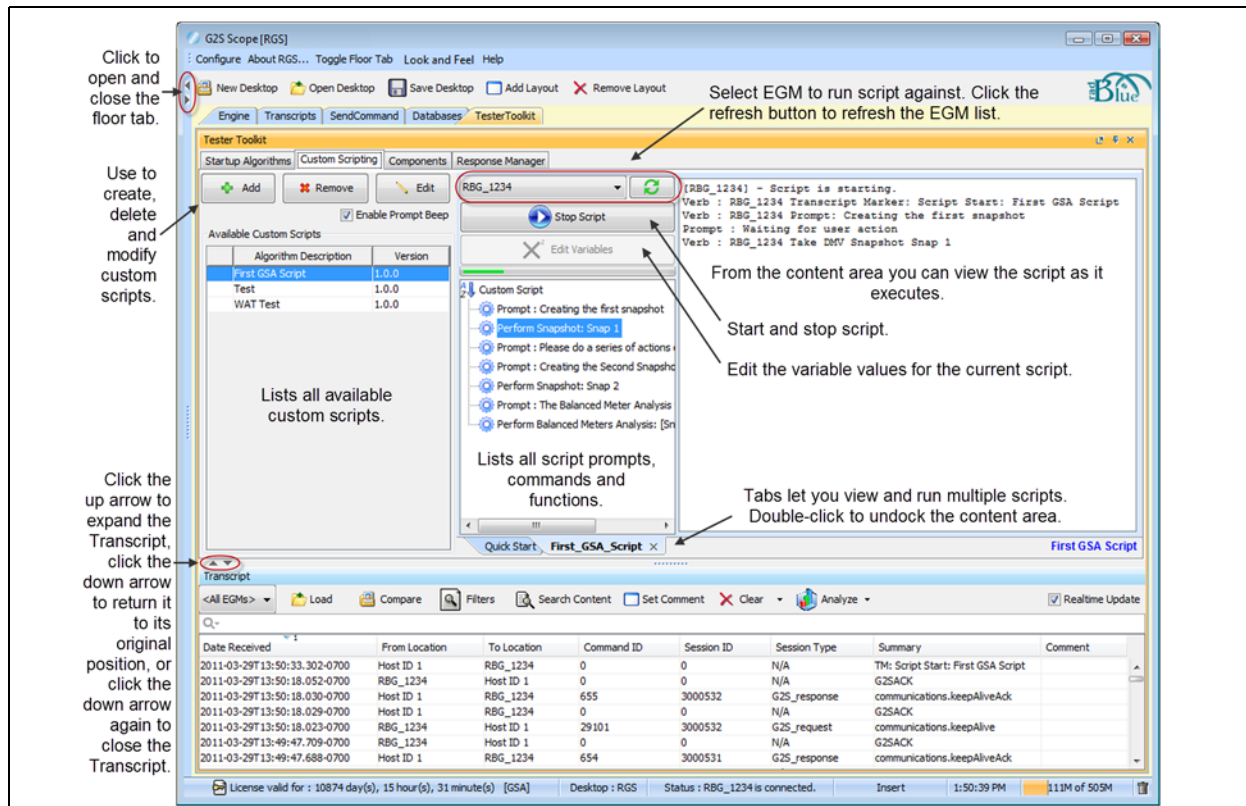 G2S Scope [RGS]
Configure About RGS... Toggle Floor Tab Look and Feel Help
New Desktop Open Desktop Save Desktop Add Layout Remove Layout
radBlue
Engine Transcripts SendCommand Databases TesterToolkit
Click to
open and
close the
floor tab.
Select EGM to run script against. Click the
refresh button to refresh the EGM list.
Tester Toolkit
Startup Algorithms Custom Scripting Components Response Manager
Use to
create,
delete
and
modify
custom
scripts.
Add Remove Edit
Enable Prompt Beep
Available Custom Scripts
Algorithm Description Version
First GSA Script 1.0.0
Test 1.0.0
WAT Test 1.0.0
Lists all available
custom scripts.
RBG_1234
Stop Script
Edit Variables
Custom Script
Prompt : Creating the first snapshot
Perform Snapshot: Snap 1
Prompt : Please do a series of actions
Prompt : Creating the Second Snapsho
Perform Snapshot: Snap 2
Prompt : The Balanced Meter Analysis
Perform Balanced Meters Analysis: [Sn
Lists all script prompts,
commands and
functions.
[RBG_1234] - Script is starting.
Verb : RBG_1234 Transcript Marker: Script Start: First GSA Script
Verb : RBG_1234 Prompt: Creating the first snapshot
Prompt : Waiting for user action
Verb : RBG_1234 Take DMV Snapshot Snap 1
From the content area you can view the script as it
executes.
Start and stop script.
Edit the variable values for the current script.
Tabs let you view and run multiple scripts.
Double-click to undock the content area.
Quick Start First_GSA_Script
First GSA Script
Click the
up arrow to
expand the
Transcript,
click the
down arrow
to return it
to its
original
position, or
click the
down arrow
again to
close the
Transcript.
Transcript
<All EGMs> Load Compare Filters Search Content Set Comment Clear Analyze Realtime Update
Date Received 1 From Location To Location Command ID Session ID Session Type Summary Comment
2011-03-29T13:50:33.302-0700 Host ID 1 RBG_1234 0 0 N/A TM: Script Start: First GSA Script
2011-03-29T13:50:18.052-0700 RBG_1234 Host ID 1 0 0 N/A G2SACK
2011-03-29T13:50:18.030-0700 Host ID 1 RBG_1234 655 3000532 G2S_response communications.keepAliveAck
2011-03-29T13:50:18.029-0700 Host ID 1 RBG_1234 0 0 N/A G2SACK
2011-03-29T13:50:18.023-0700 RBG_1234 Host ID 1 29101 3000532 G2S_request communications.keepAlive
2011-03-29T13:49:47.709-0700 RBG_1234 Host ID 1 0 0 N/A G2SACK
2011-03-29T13:49:47.688-0700 Host ID 1 RBG_1234 654 3000531 G2S_response communications.keepAliveAck
License valid for : 10874 day(s), 15 hour(s), 31 minute(s) [GSA] Desktop : RGS Status : RBG_1234 is connected. Insert 1:50:39 PM 111M of 505M